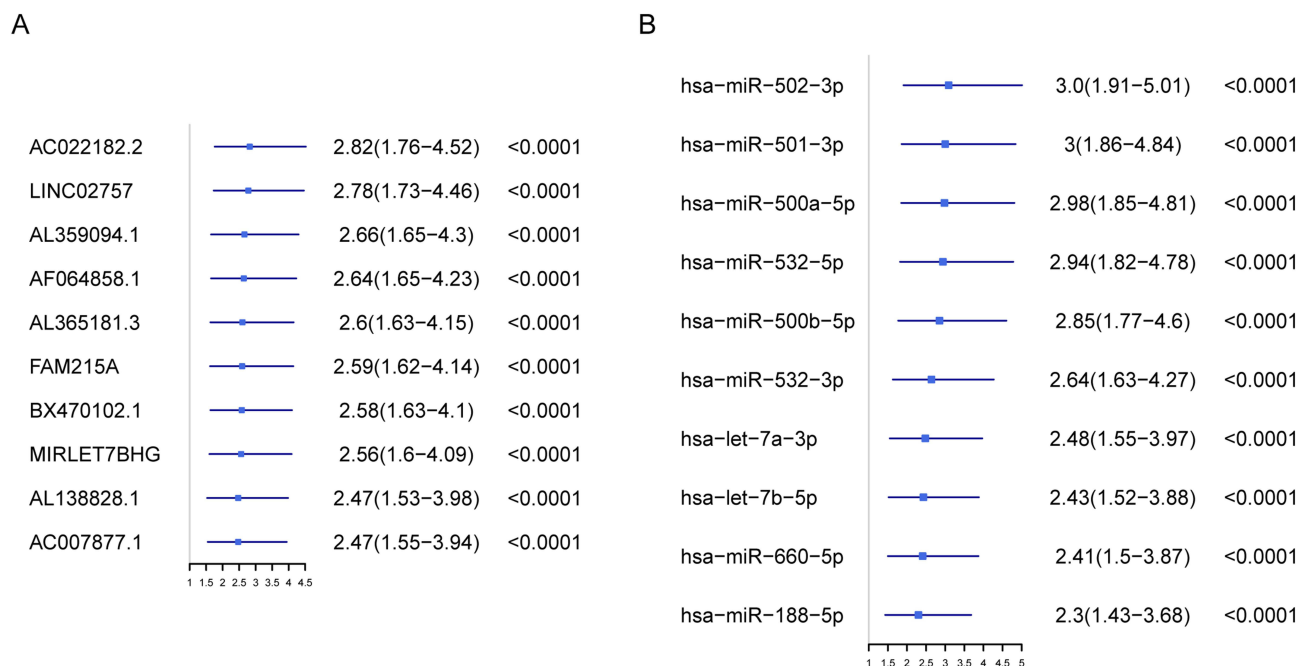 A
AC022182.2 2.82(1.76−4.52) <0.0001
LINC02757 2.78(1.73−4.46) <0.0001
AL359094.1 2.66(1.65−4.3) <0.0001
AF064858.1 2.64(1.65−4.23) <0.0001
AL365181.3 2.6(1.63−4.15) <0.0001
FAM215A 2.59(1.62−4.14) <0.0001
BX470102.1 2.58(1.63−4.1) <0.0001
MIRLET7BHG 2.56(1.6−4.09) <0.0001
AL138828.1 2.47(1.53−3.98) <0.0001
AC007877.1 2.47(1.55−3.94) <0.0001
1 1.5 2 2.5 3 3.5 4 4.5
B
hsa−miR−502−3p 3.0(1.91−5.01) <0.0001
hsa−miR−501−3p 3(1.86−4.84) <0.0001
hsa−miR−500a−5p 2.98(1.85−4.81) <0.0001
hsa−miR−532−5p 2.94(1.82−4.78) <0.0001
hsa−miR−500b−5p 2.85(1.77−4.6) <0.0001
hsa−miR−532−3p 2.64(1.63−4.27) <0.0001
hsa−let−7a−3p 2.48(1.55−3.97) <0.0001
hsa−let−7b−5p 2.43(1.52−3.88) <0.0001
hsa−miR−660−5p 2.41(1.5−3.87) <0.0001
hsa−miR−188−5p 2.3(1.43−3.68) <0.0001
1 1.5 2 2.5 3 3.5 4 4.5 5